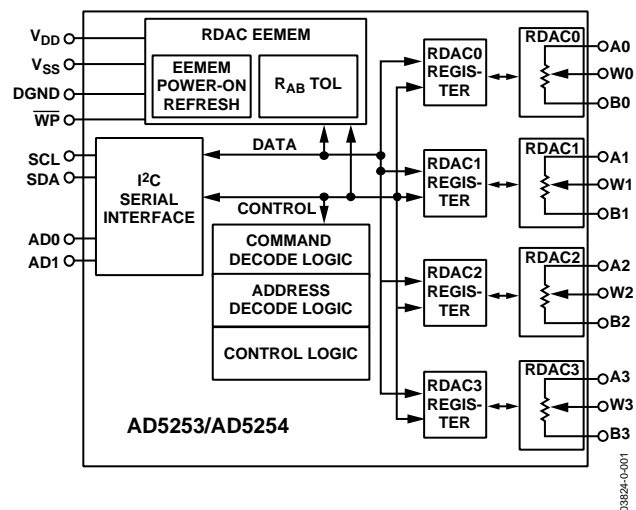 V_DD
V_SS
DGND
WP
SCL
SDA
AD0
AD1
RDAC EEMEM
EEMEM
POWER-ON
REFRESH
R_AB TOL
I²C
SERIAL
INTERFACE
DATA
CONTROL
COMMAND
DECODE LOGIC
ADDRESS
DECODE LOGIC
CONTROL LOGIC
AD5253/AD5254
RDAC0
REGIS-
TER
RDAC1
REGIS-
TER
RDAC2
REGIS-
TER
RDAC3
REGIS-
TER
RDAC0
A0
W0
B0
RDAC1
A1
W1
B1
RDAC2
A2
W2
B2
RDAC3
A3
W3
B3
03824-0-001